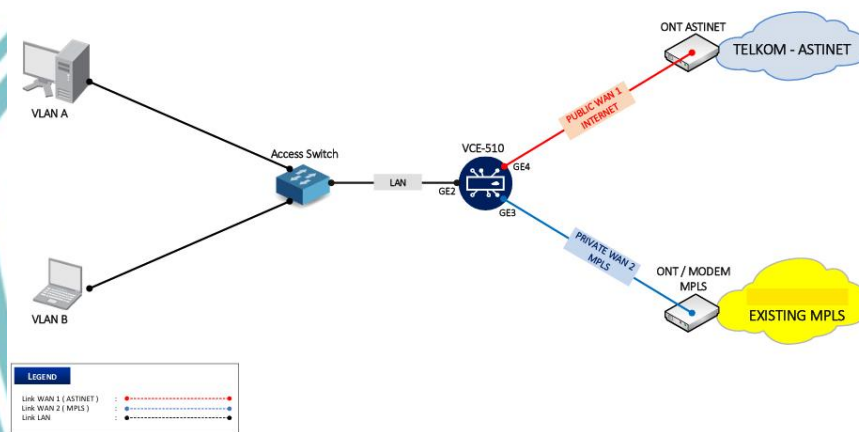 ONT ASTINET
TELKOM - ASTINET
VLAN A
PUBLIC WAN 1
INTERNET
Access Switch
VCE-510
GE4
LAN
GE2
GE3
PRIVATE WAN 2
MPLS
ONT / MODEM
MPLS
EXISTING MPLS
VLAN B
LEGEND
Link WAN 1 ( ASTINET ) :
Link WAN 2 ( MPLS ) :
Link LAN :